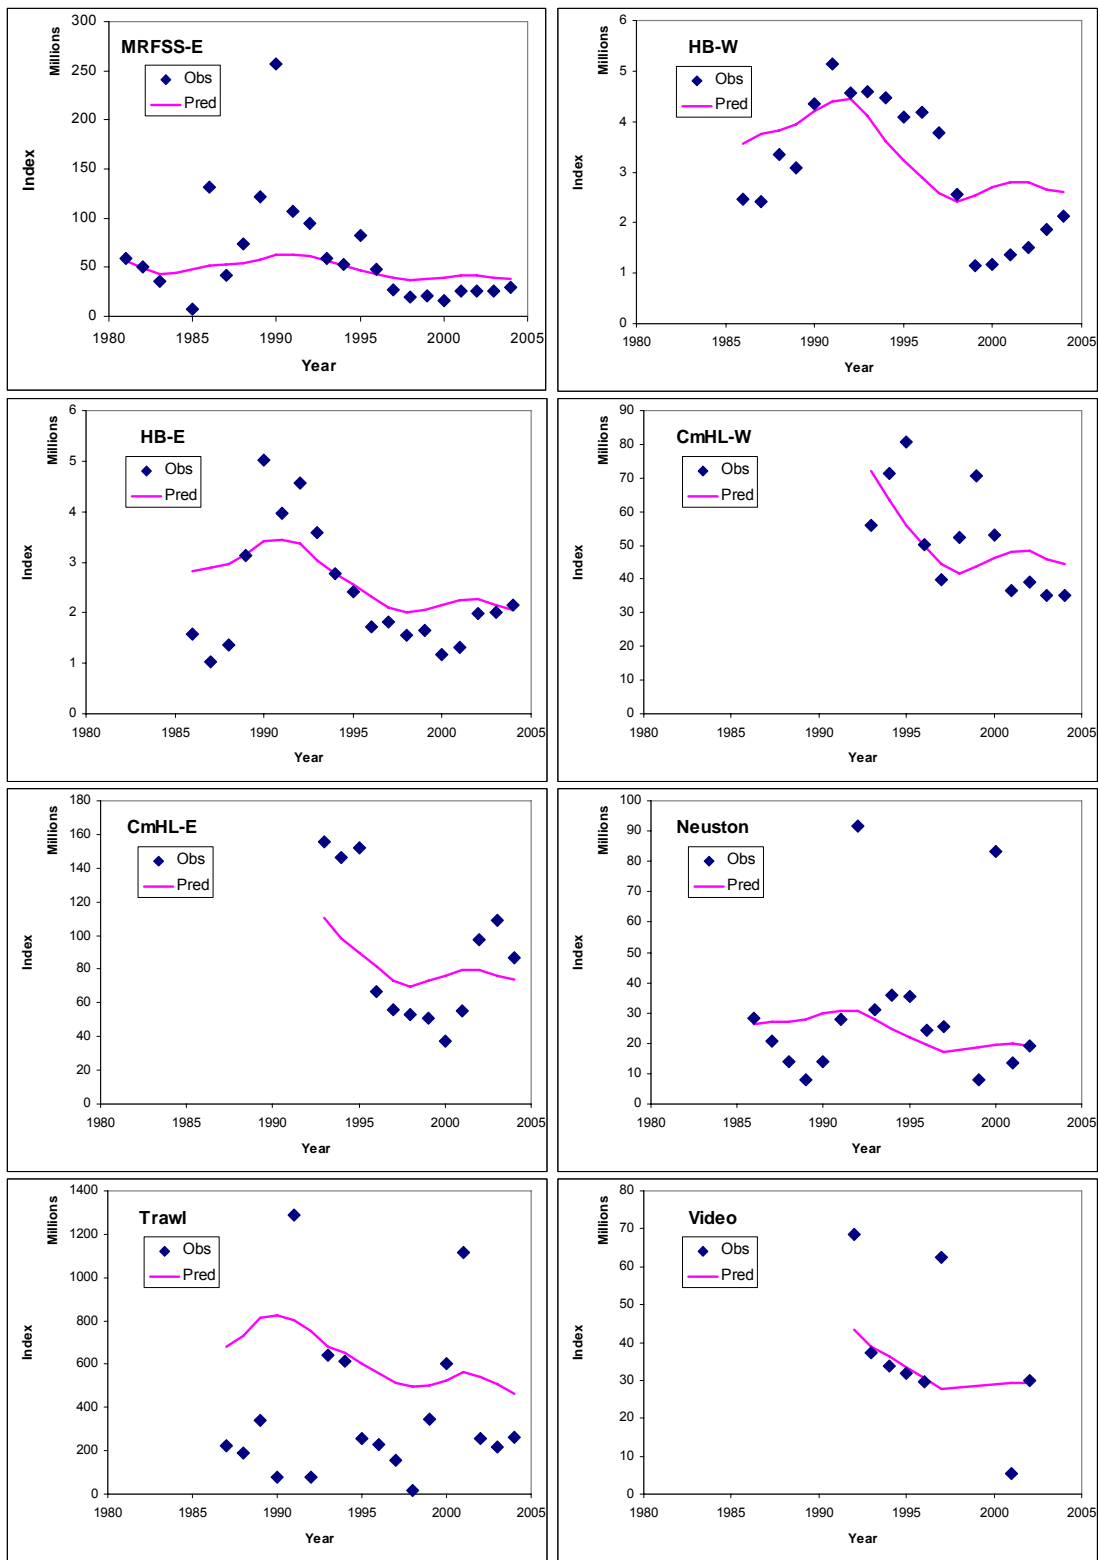 MRFSS-E
Millions
Obs
Pred
Index
300
250
200
150
100
50
0
1980 1985 1990 1995 2000 2005
Year
HB-W
Millions
Obs
Pred
Index
6
5
4
3
2
1
0
1980 1985 1990 1995 2000 2005
Year
HB-E
Millions
Obs
Pred
Index
6
5
4
3
2
1
0
1980 1985 1990 1995 2000 2005
Year
CmHL-W
Millions
Obs
Pred
Index
90
80
70
60
50
40
30
20
10
0
1980 1985 1990 1995 2000 2005
Year
CmHL-E
Millions
Obs
Pred
Index
180
160
140
120
100
80
60
40
20
0
1980 1985 1990 1995 2000 2005
Year
Neuston
Millions
Obs
Pred
Index
100
90
80
70
60
50
40
30
20
10
0
1980 1985 1990 1995 2000 2005
Year
Trawl
Millions
Obs
Pred
Index
1400
1200
1000
800
600
400
200
0
1980 1985 1990 1995 2000 2005
Year
Video
Millions
Obs
Pred
Index
80
70
60
50
40
30
20
10
0
1980 1985 1990 1995 2000 2005
Year